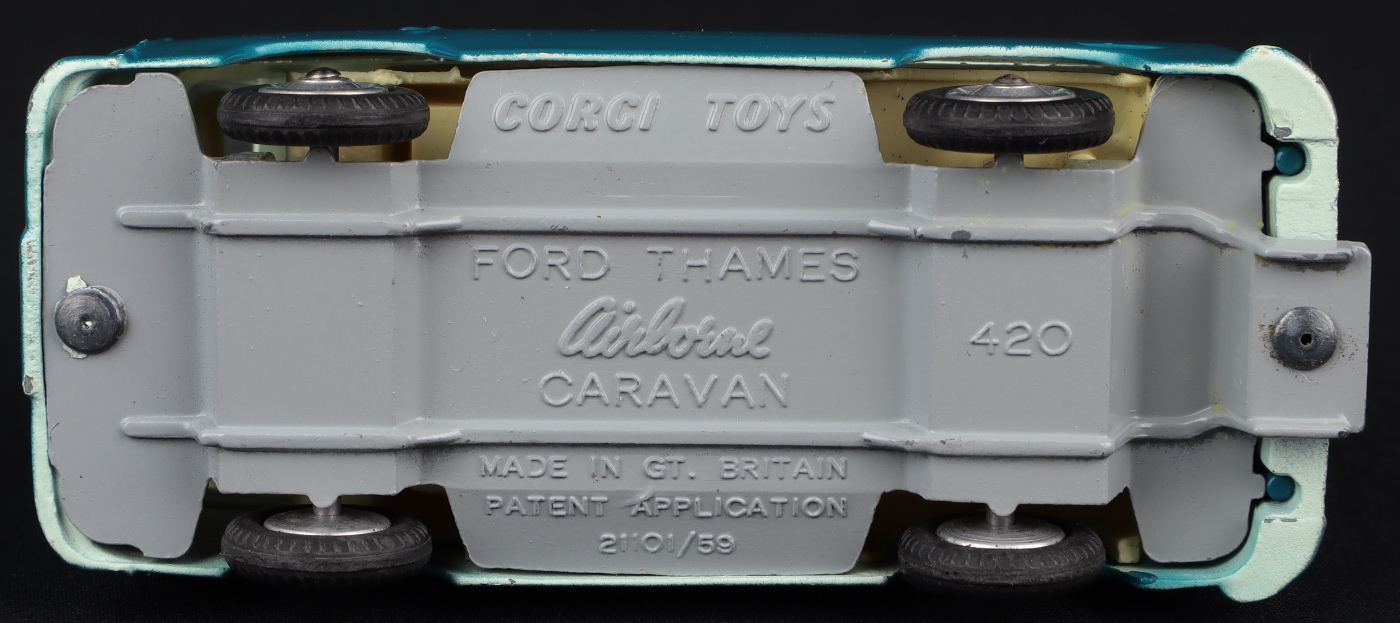 CORGI TOYS
FORD THAMES
Airborne
CARAVAN
420
MADE IN GT. BRITAIN
PATENT APPLICATION
21101/59